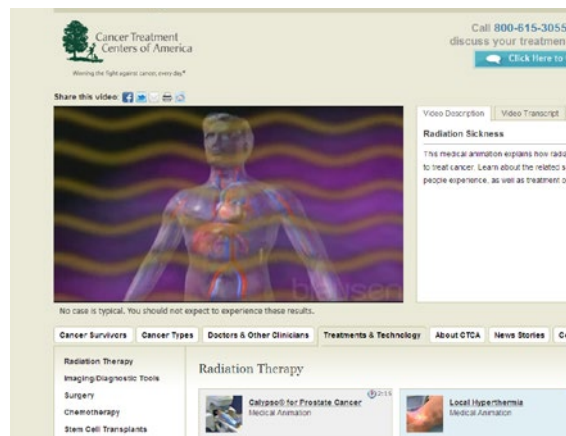 Cancer Treatment
Centers of America
Winning the fight against cancer, every day.®
Call 800-615-3055
discuss your treatmen
Click Here to
Share this video:
Video Description
Video Transcript
Radiation Sickness
This medical animation explains how radia
to treat cancer. Learn about the related s
people experience, as well as treatment o
No case is typical. You should not expect to experience these results.
Cancer Survivors
Cancer Types
Doctors & Other Clinicians
Treatments & Technology
About CTCA
News Stories
Radiation Therapy
Imaging/Diagnostic Tools
Surgery
Chemotherapy
Stem Cell Transplants
Radiation Therapy
Calypso® for Prostate Cancer
2:15
Medical Animation
Local Hyperthermia
Medical Animation